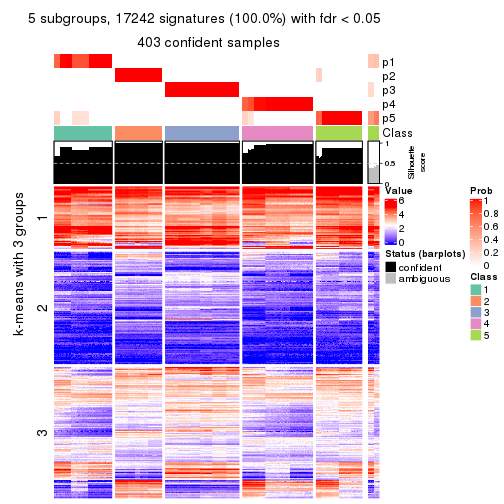 5 subgroups, 17242 signatures (100.0%) with fdr < 0.05
403 confident samples
p1
p2
p3
p4
p5
Class
1
0.5
0
Silhouette
score
k-means with 3 groups
1
2
3
Value
6
4
2
0
Status (barplots)
confident
ambiguous
Prob
1
0.8
0.6
0.4
0.2
0
Class
1
2
3
4
5